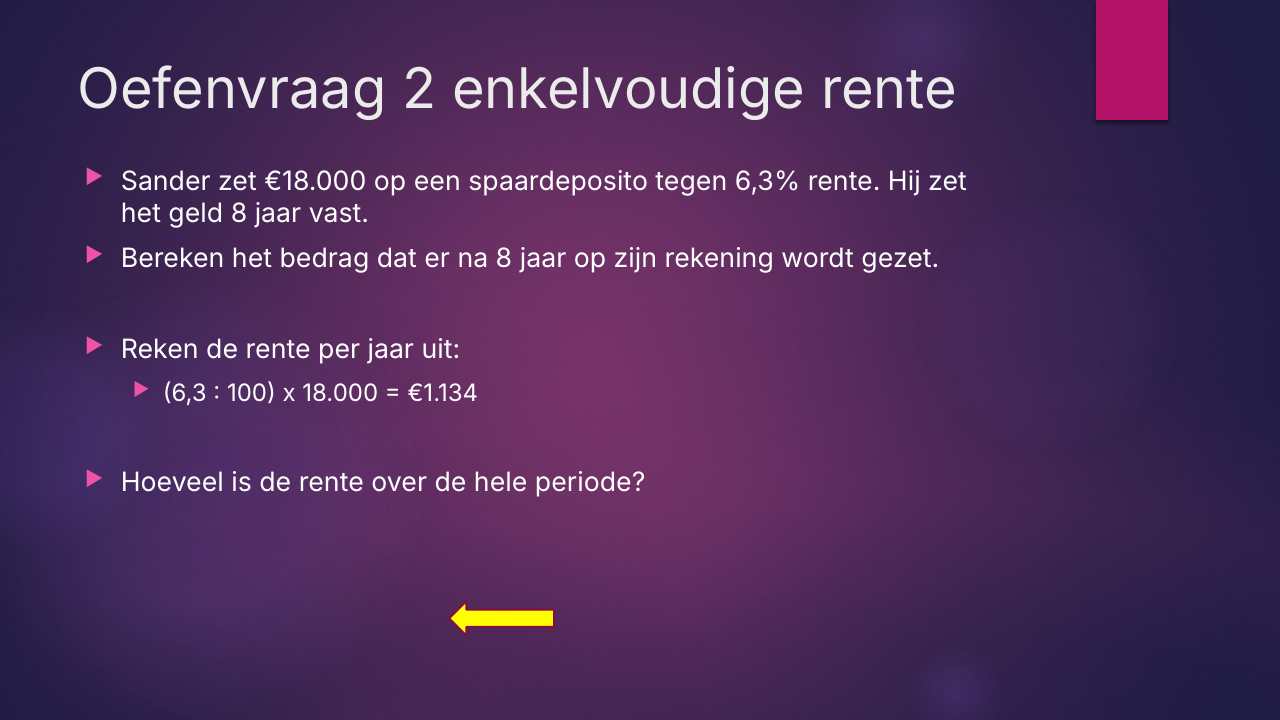 Oefenvraag 2 enkelvoudige rente
Sander zet €18.000 op een spaardeposito tegen 6,3% rente. Hij zet
het geld 8 jaar vast.
Bereken het bedrag dat er na 8 jaar op zijn rekening wordt gezet.
Reken de rente per jaar uit:
(6,3 : 100) x 18.000 = €1.134
Hoeveel is de rente over de hele periode?